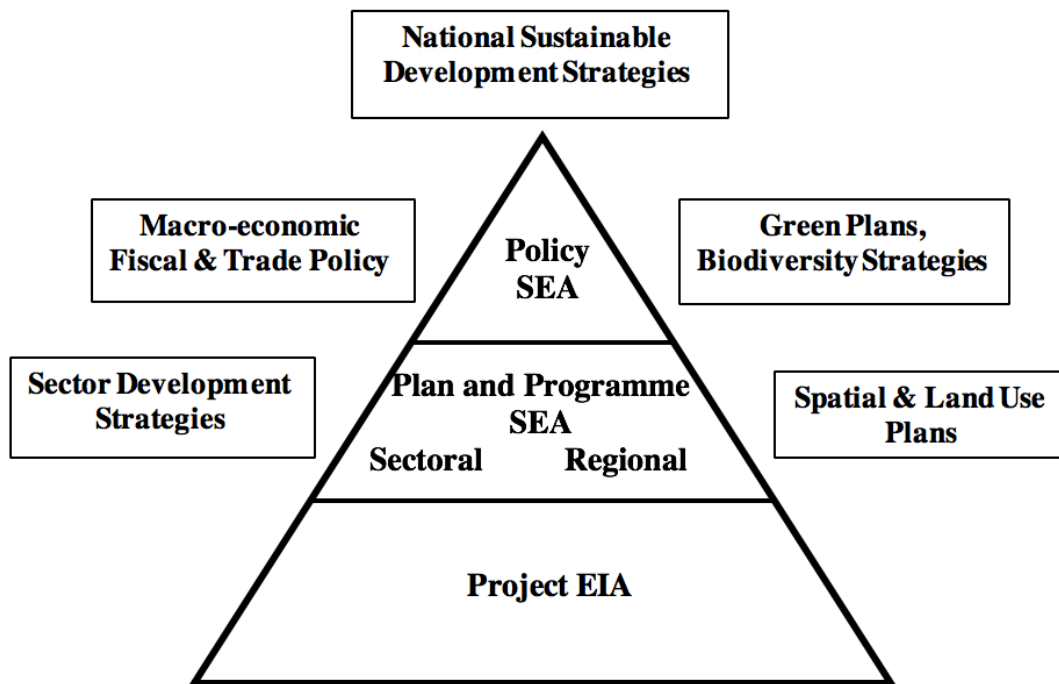 National Sustainable
Development Strategies
Macro-economic
Fiscal & Trade Policy
Green Plans,
Biodiversity Strategies
Policy
SEA
Sector Development
Strategies
Plan and Programme
SEA
Sectoral Regional
Spatial & Land Use
Plans
Project EIA